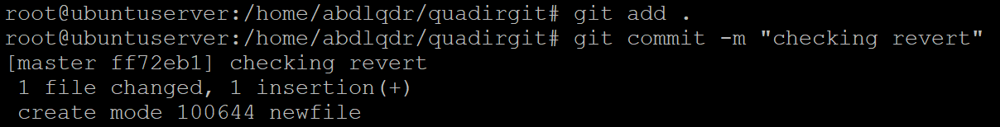 root@ubuntuserver:/home/abdlqdr/quadirgit# git add .
root@ubuntuserver:/home/abdlqdr/quadirgit# git commit -m "checking revert"
[master ff72eb1] checking revert
 1 file changed, 1 insertion(+)
 create mode 100644 newfile